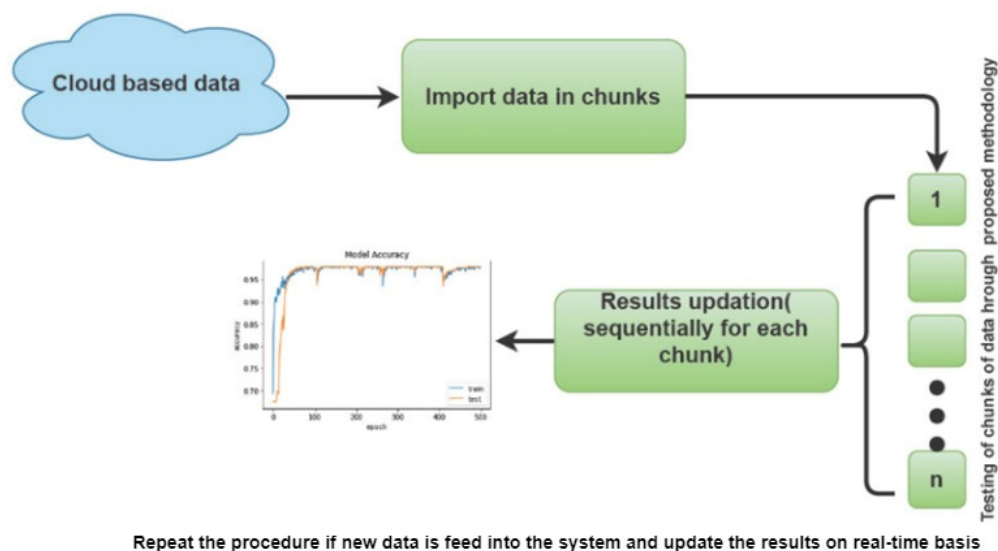 Cloud based data
Import data in chunks
Testing of chunks of data through proposed methodology
1
n
Results updation(
sequentially for each
chunk)
Model Accuracy
accuracy
0.95
0.90
0.85
0.80
0.75
0.70
0
100
200
300
400
500
epoch
train
test
Repeat the procedure if new data is feed into the system and update the results on real-time basis